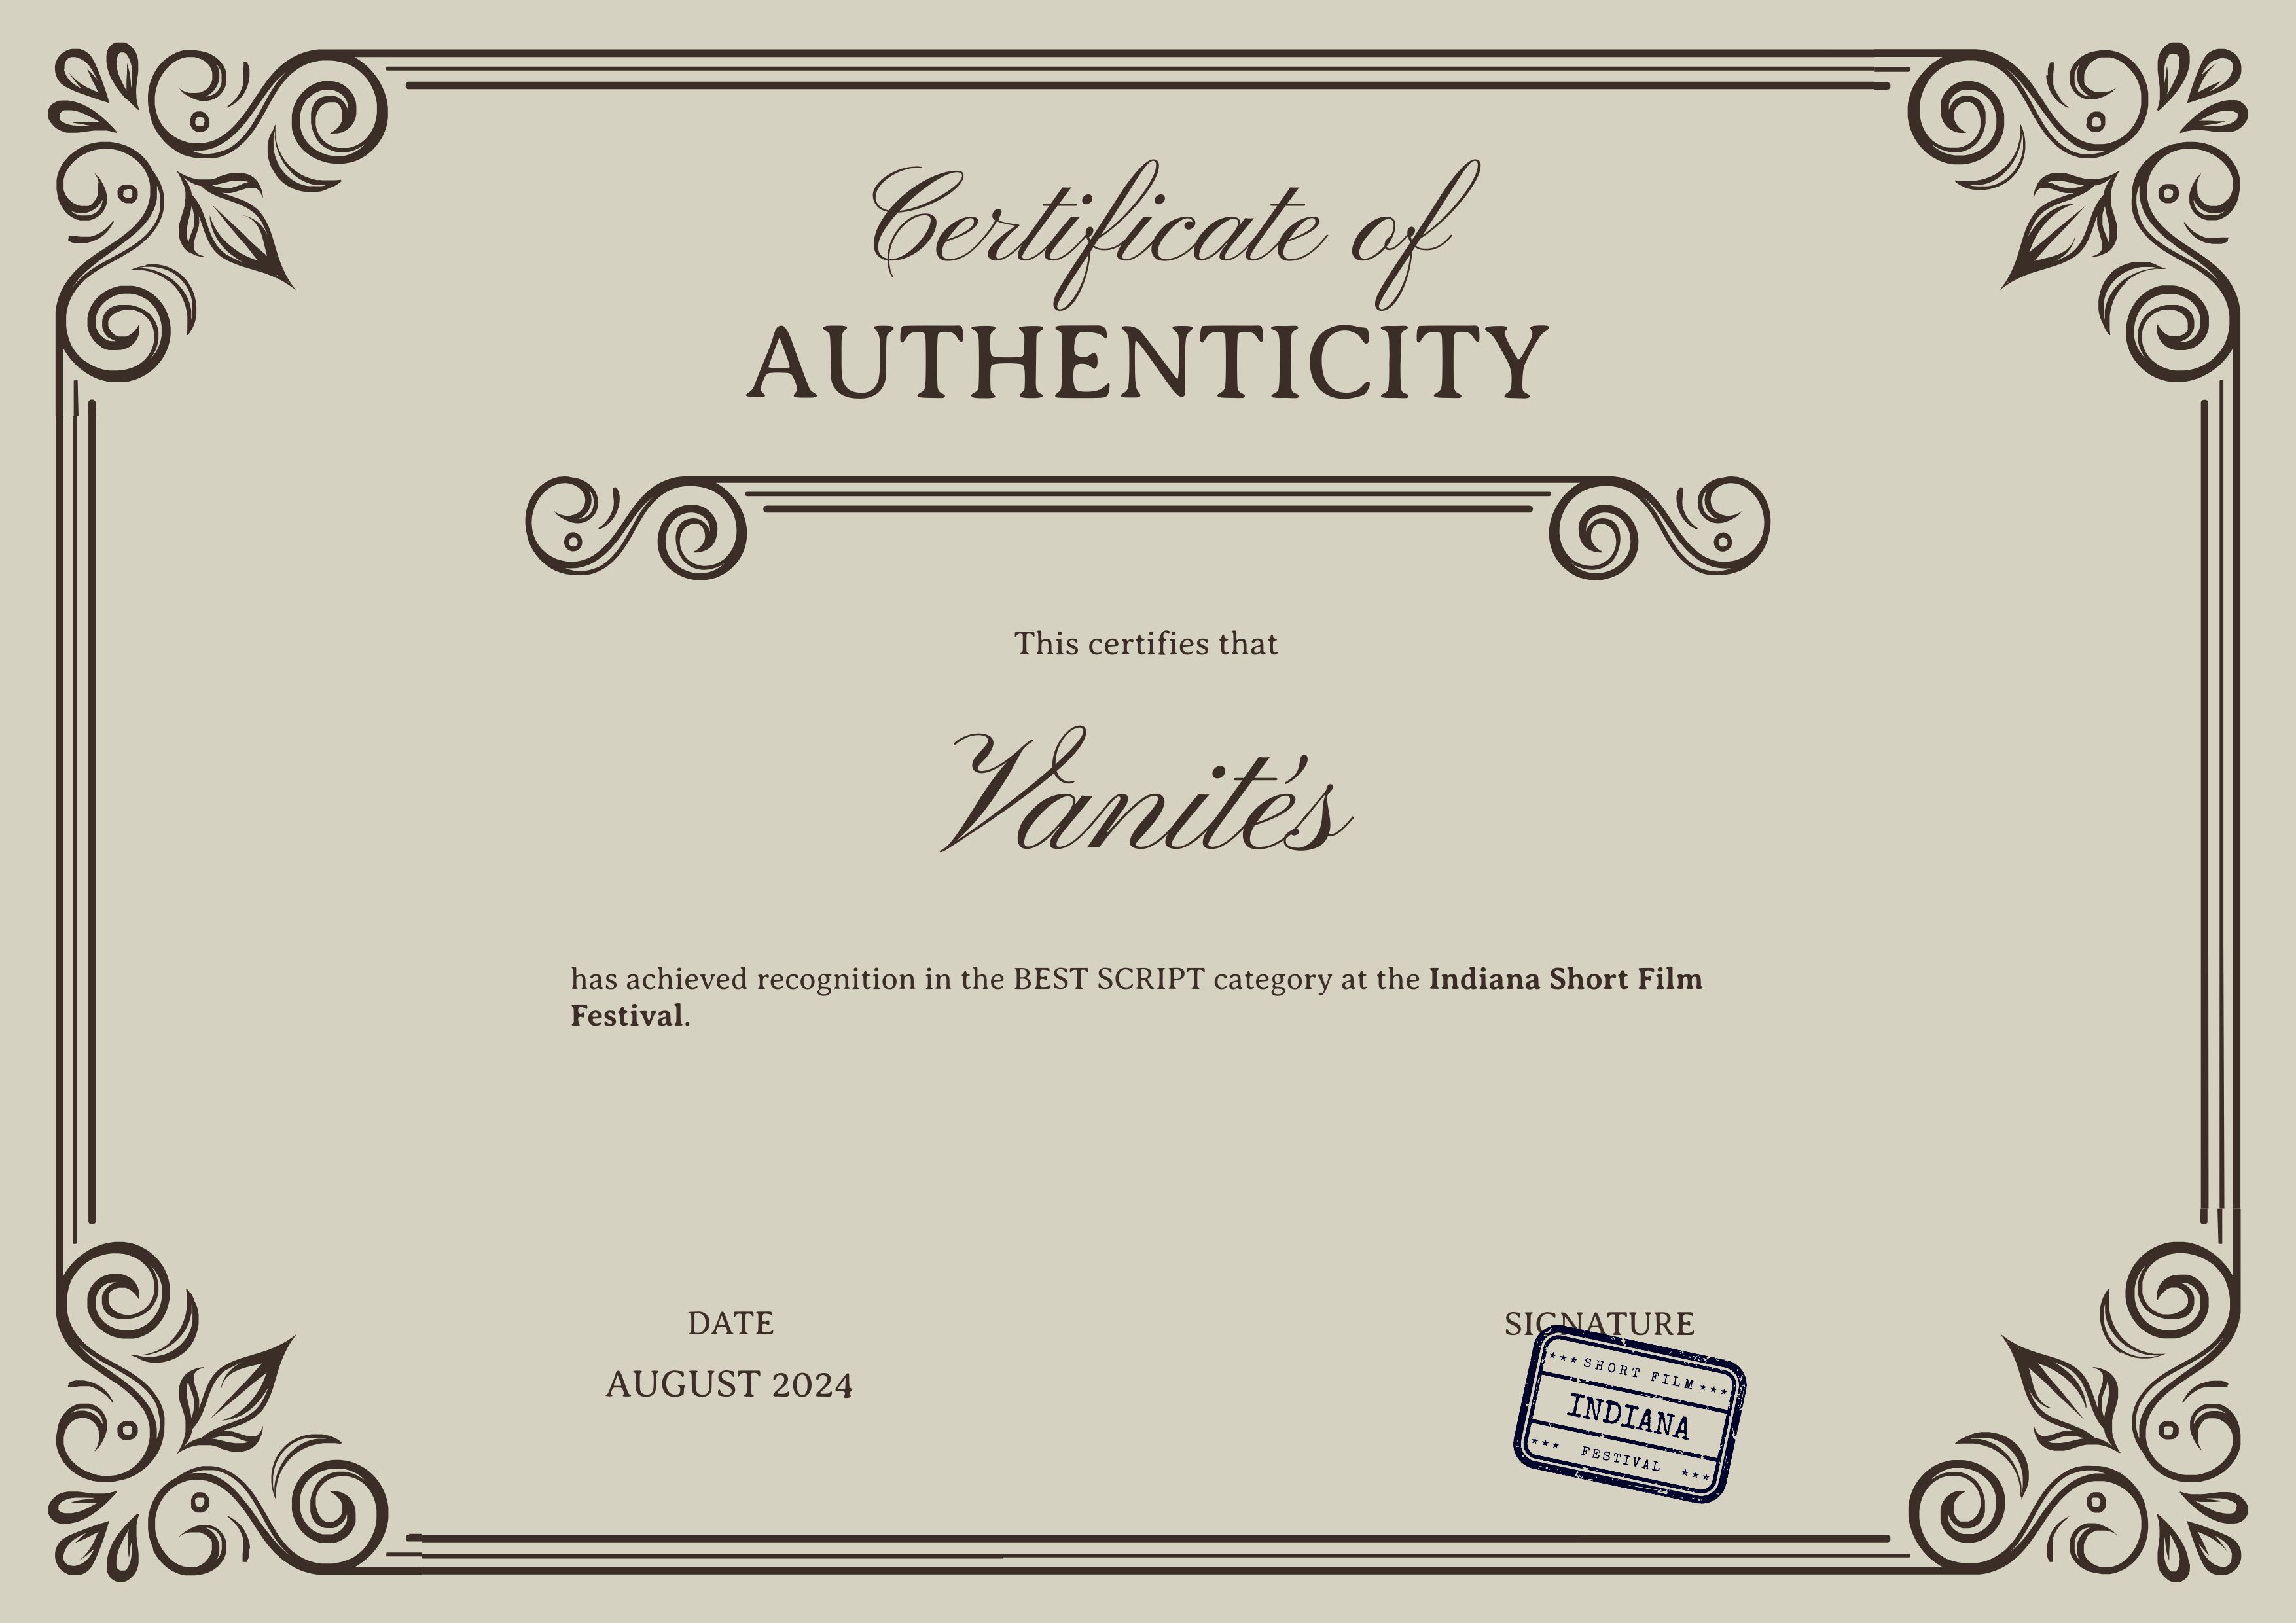 Certificate of
AUTHENTICITY
This certifies that
Vanités
has achieved recognition in the BEST SCRIPT category at the Indiana Short Film
Festival.
DATE
SIGNATURE
AUGUST 2024
*** SHORT FILM ***
INDIANA
*** FESTIVAL ***